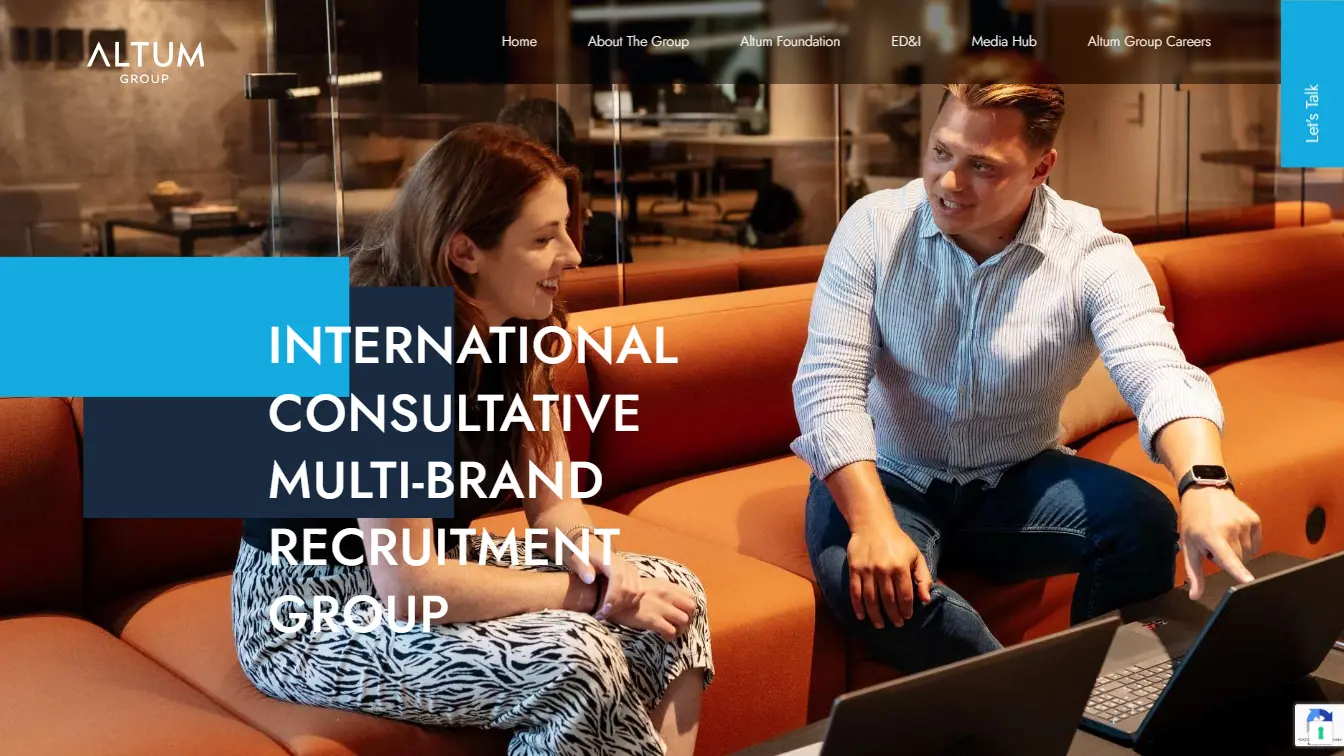 ALTUM
GROUP
Home
About The Group
Altum Foundation
ED&I
Media Hub
Altum Group Careers
Let's Talk
INTERNATIONAL
CONSULTATIVE
MULTI-BRAND
RECRUITMENT
GROUP